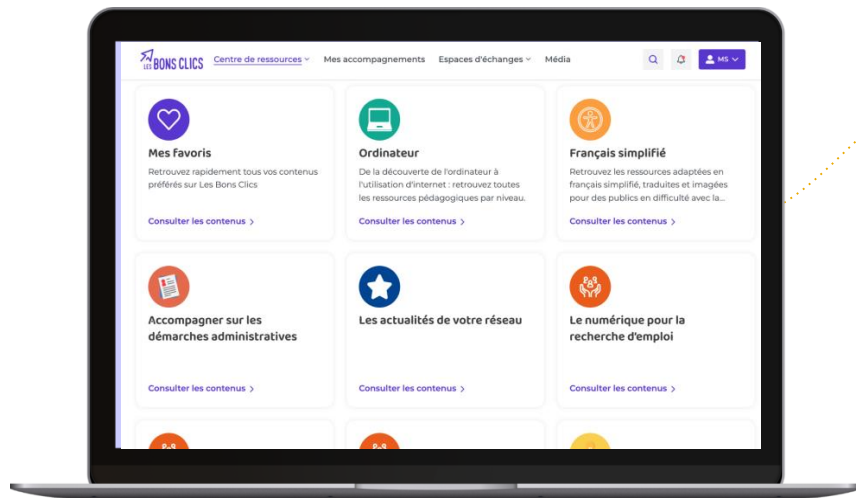 LES BONS CLICS
Centre de ressources
Mes accompagnements
Espaces d'échanges
Média
MS
Mes favoris
Retrouvez rapidement tous vos contenus
préférés sur Les Bons Clics
Consulter les contenus
Ordinateur
De la découverte de l'ordinateur à
l'utilisation d'internet : retrouvez toutes
les ressources pédagogiques par niveau.
Consulter les contenus
Français simplifié
Retrouvez les ressources adaptées en
français simplifié, traduites et imagées
pour des publics en difficulté avec la...
Consulter les contenus
Accompagner sur les
démarches administratives
Consulter les contenus
Les actualités de votre réseau
Consulter les contenus
Le numérique pour la
recherche d'emploi
Consulter les contenus